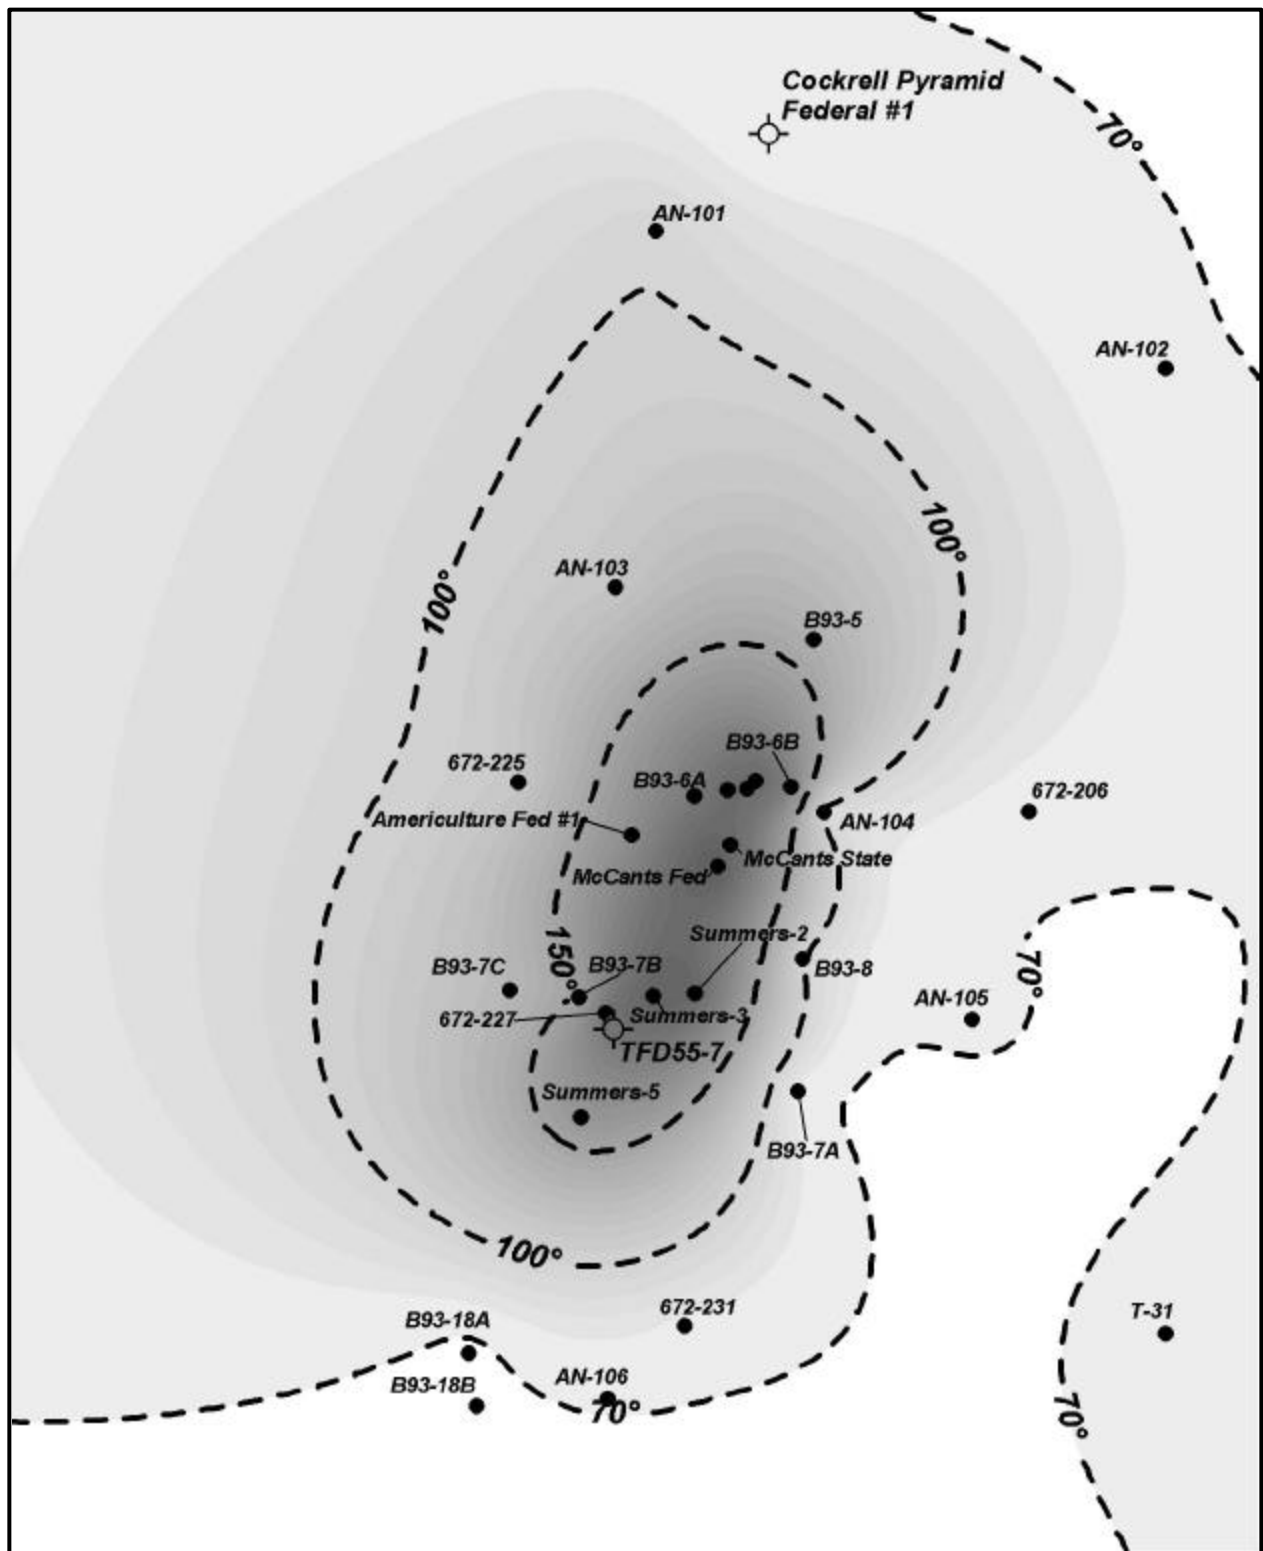 Cockrell Pyramid
Federal #1
70°
AN-101
AN-102
100°
AN-103
100°
B93-5
B93-6B
672-225
B93-6A
672-206
Americulture Fed #1
AN-104
McCants State
McCants Fed
Summers-2
150°
B93-7B
B93-7C
B93-8
70°
AN-105
672-227
Summers-3
TFD55-7
Summers-5
B93-7A
100°
672-231
T-31
B93-18A
AN-106
B93-18B
70°
70°